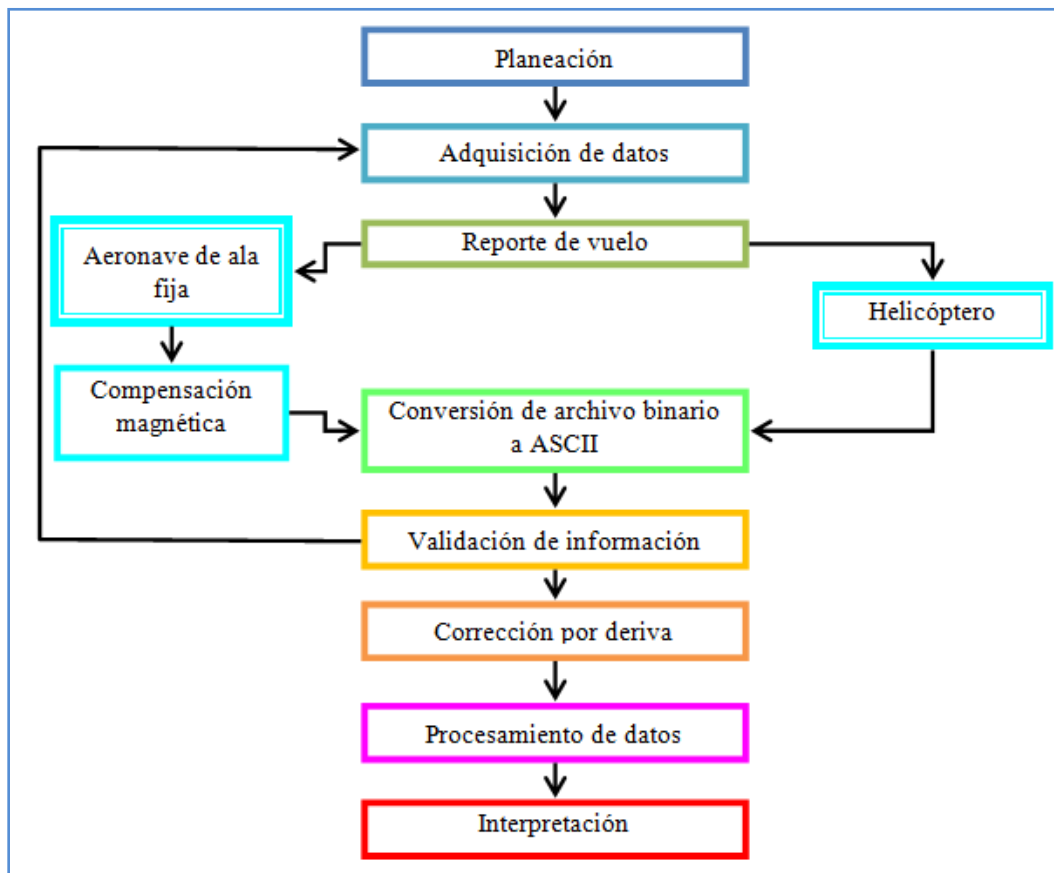 Planeación
Adquisición de datos
Reporte de vuelo
Aeronave de ala
fija
Helicóptero
Compensación
magnética
Conversión de archivo binario
a ASCII
Validación de información
Corrección por deriva
Procesamiento de datos
Interpretación